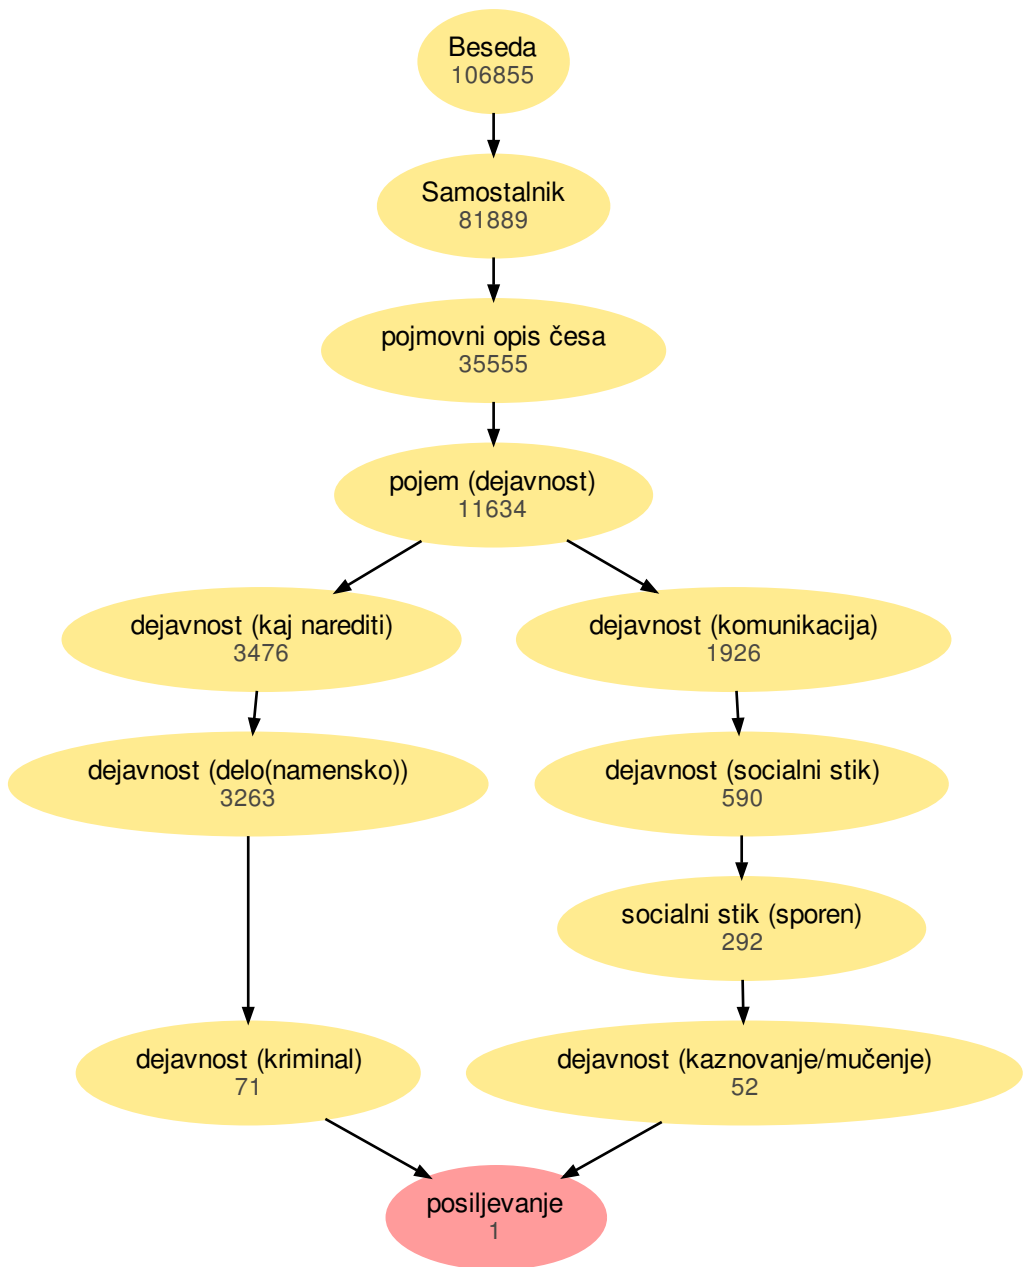 Beseda
106855
Samostalnik
81889
pojmovni opis česa
35555
pojem (dejavnost)
11634
dejavnost (kaj narediti)
3476
dejavnost (komunikacija)
1926
dejavnost (delo(namensko))
3263
dejavnost (socialni stik)
590
socialni stik (sporen)
292
dejavnost (kriminal)
71
dejavnost (kaznovanje/mučenje)
52
posiljevanje
1